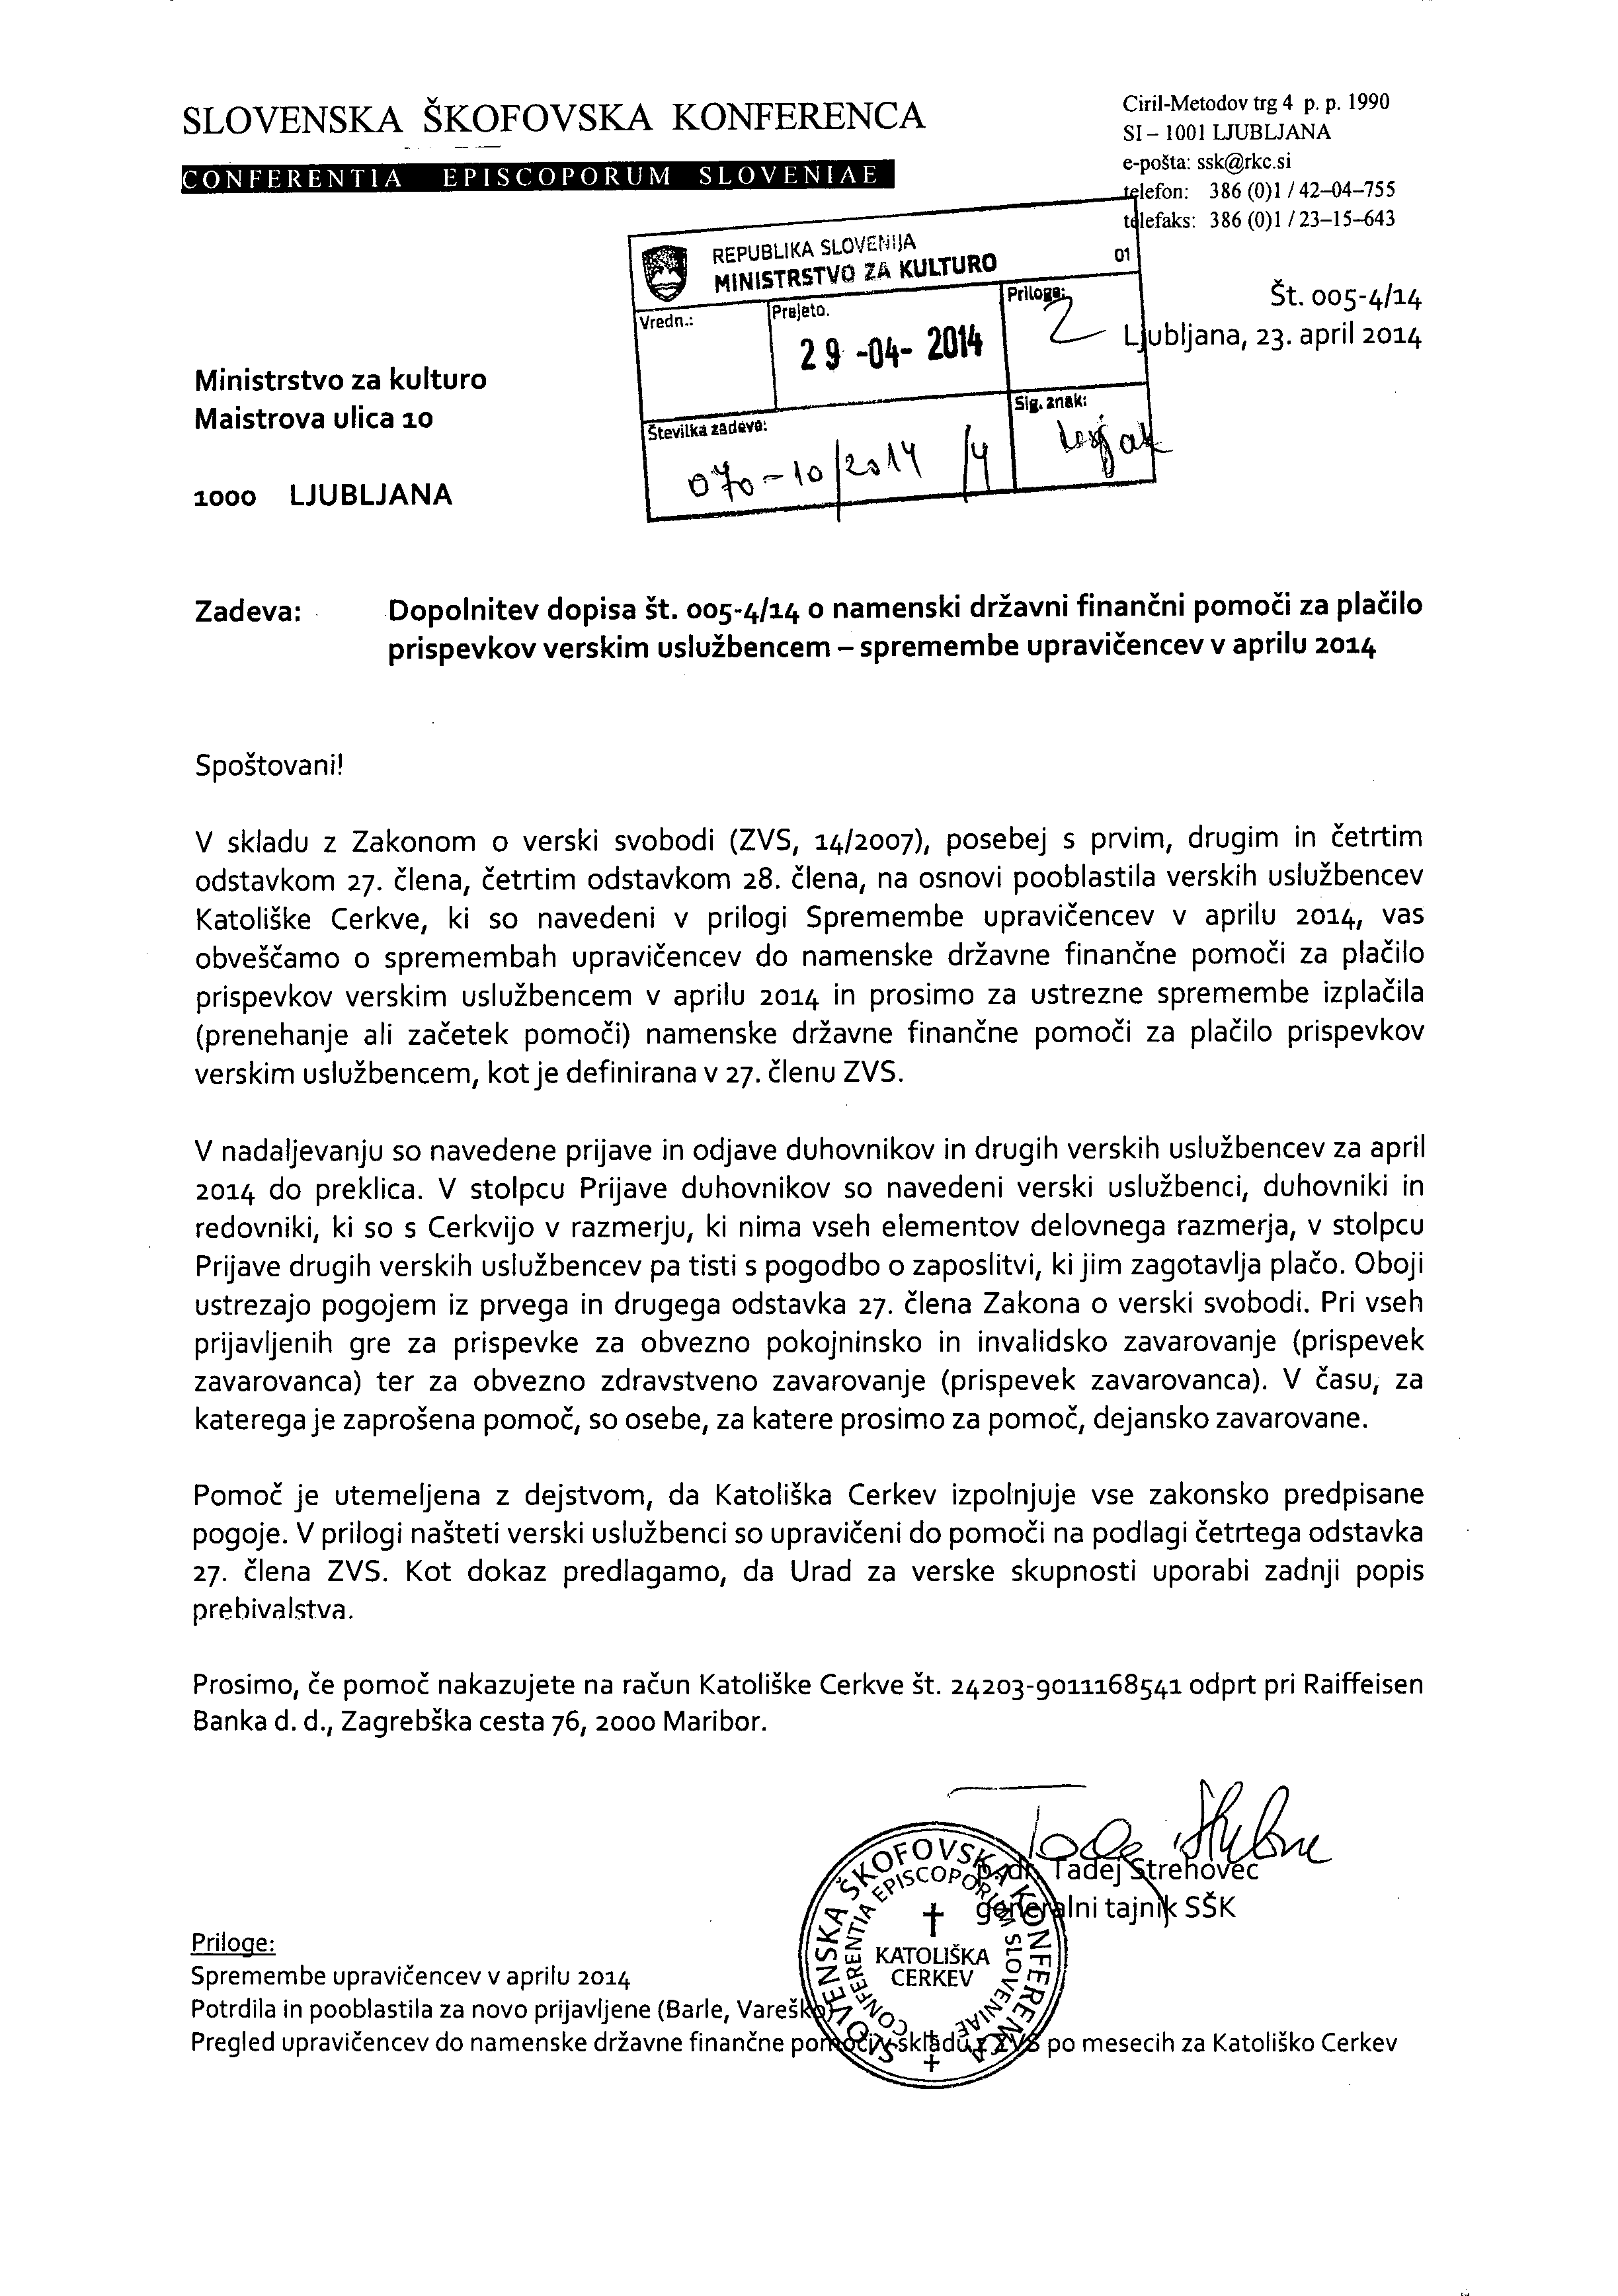 SLOVENSKA ŠKOFOVSKA KONFERENCA
CONFERENTIA EPISCOPORUM SLOVENIAE
Ciril-Metodov trg 4 p. p. 1990
SI – 1001 LJUBLJANA
e-pošta: ssk@rkc.si
telefon: 386 (0)1 / 42–04–755
telefaks: 386 (0)1 / 23–15–643
REPUBLIKA SLOVENIJA
MINISTRSTVO ZA KULTURO 01
Vredn.:
Prejeto.
29 -04- 2014
Priloge:
2
Številka zadeve:
070-10/2014/4
Sig. znak:
Št. 005-4/14
Ljubljana, 23. april 2014
Ministrstvo za kulturo
Maistrova ulica 10
1000 LJUBLJANA
Zadeva: Dopolnitev dopisa št. 005-4/14 o namenski državni finančni pomoči za plačilo
prispevkov verskim uslužbencem – spremembe upravičencev v aprilu 2014
Spoštovani!
V skladu z Zakonom o verski svobodi (ZVS, 14/2007), posebej s prvim, drugim in četrtim
odstavkom 27. člena, četrtim odstavkom 28. člena, na osnovi pooblastila verskih uslužbencev
Katoliške Cerkve, ki so navedeni v prilogi Spremembe upravičencev v aprilu 2014, vas
obveščamo o spremembah upravičencev do namenske državne finančne pomoči za plačilo
prispevkov verskim uslužbencem v aprilu 2014 in prosimo za ustrezne spremembe izplačila
(prenehanje ali začetek pomoči) namenske državne finančne pomoči za plačilo prispevkov
verskim uslužbencem, kot je definirana v 27. členu ZVS.
V nadaljevanju so navedene prijave in odjave duhovnikov in drugih verskih uslužbencev za april
2014 do preklica. V stolpcu Prijave duhovnikov so navedeni verski uslužbenci, duhovniki in
redovniki, ki so s Cerkvijo v razmerju, ki nima vseh elementov delovnega razmerja, v stolpcu
Prijave drugih verskih uslužbencev pa tisti s pogodbo o zaposlitvi, ki jim zagotavlja plačo. Oboji
ustrezajo pogojem iz prvega in drugega odstavka 27. člena Zakona o verski svobodi. Pri vseh
prijavljenih gre za prispevke za obvezno pokojninsko in invalidsko zavarovanje (prispevek
zavarovanca) ter za obvezno zdravstveno zavarovanje (prispevek zavarovanca). V času, za
katerega je zaprošena pomoč, so osebe, za katere prosimo za pomoč, dejansko zavarovane.
Pomoč je utemeljena z dejstvom, da Katoliška Cerkev izpolnjuje vse zakonsko predpisane
pogoje. V prilogi našteti verski uslužbenci so upravičeni do pomoči na podlagi četrtega odstavka
27. člena ZVS. Kot dokaz predlagamo, da Urad za verske skupnosti uporabi zadnji popis
prebivalstva.
Prosimo, če pomoč nakazujete na račun Katoliške Cerkve št. 24203-9011168541 odprt pri Raiffeisen
Banka d. d., Zagrebška cesta 76, 2000 Maribor.
dr. Tadej Strehovec
generalni tajnik SŠK
SLOVENSKA ŠKOFOVSKA KONFERENCA
CONFERENTIA EPISCOPORUM SLOVENIAE
KATOLIŠKA
CERKEV
Priloge:
Spremembe upravičencev v aprilu 2014
Potrdila in pooblastila za novo prijavljene (Barle, Vareško)
Pregled upravičencev do namenske državne finančne pomoči v skladu z ZVS po mesecih za Katoliško Cerkev